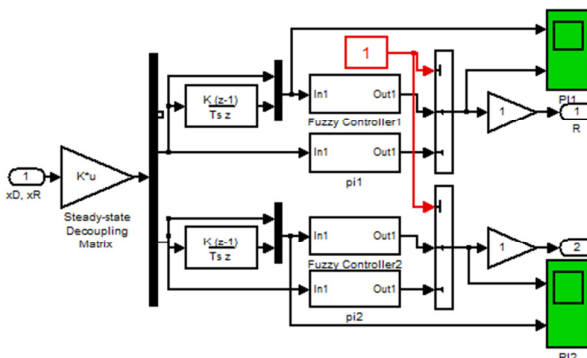 1
PI1
K (z-1)
Ts z
In1 Out1
Fuzzy Controller1
1
1
R
In1 Out1
pi1
1
xD, xR
K*u
Steady-state
Decoupling
Matrix
K (z-1)
Ts z
In1 Out1
Fuzzy Controller2
1
2
In1 Out1
pi2
PI2